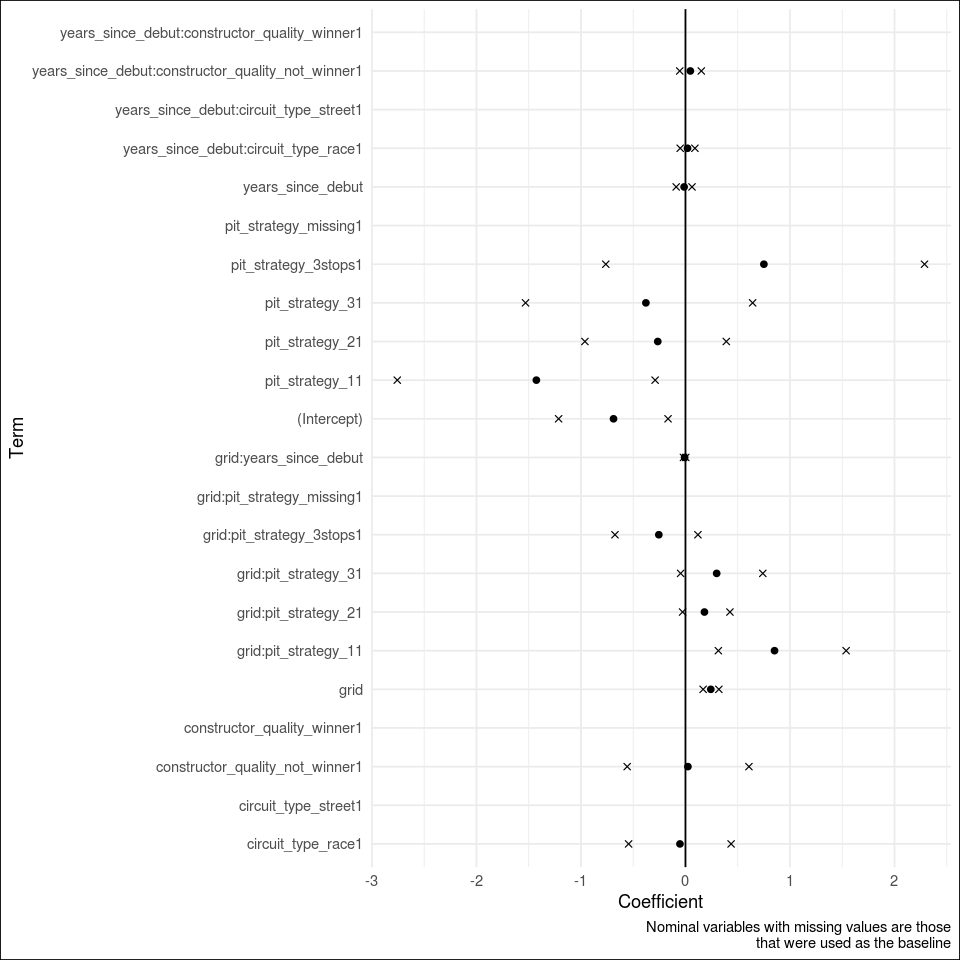 years_since_debut:constructor_quality_winner1
years_since_debut:constructor_quality_not_winner1
years_since_debut:circuit_type_street1
years_since_debut:circuit_type_race1
years_since_debut
pit_strategy_missing1
pit_strategy_3stops1
pit_strategy_31
pit_strategy_21
pit_strategy_11
(Intercept)
grid:years_since_debut
grid:pit_strategy_missing1
grid:pit_strategy_3stops1
grid:pit_strategy_31
grid:pit_strategy_21
grid:pit_strategy_11
grid
constructor_quality_winner1
constructor_quality_not_winner1
circuit_type_street1
circuit_type_race1
Term
-3 -2 -1 0 1 2
Coefficient
Nominal variables with missing values are those
that were used as the baseline